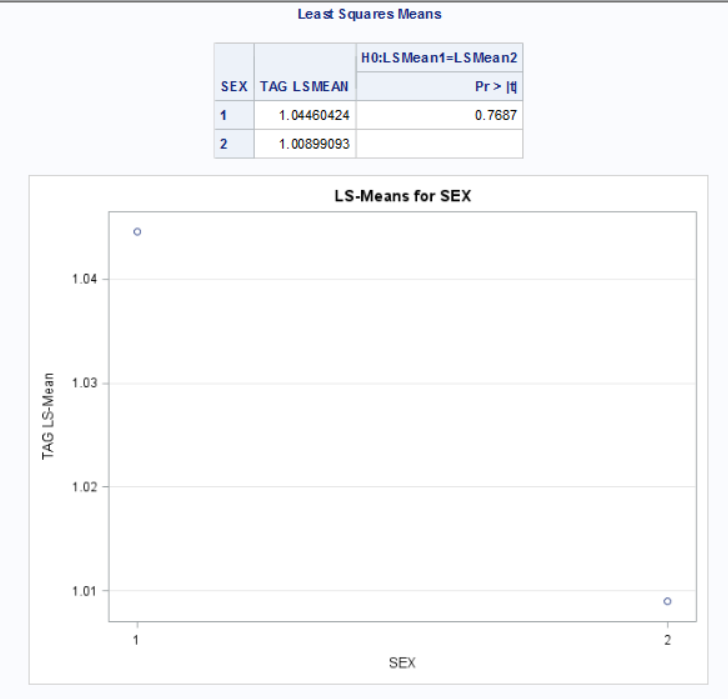 Least Squares Means
H0:LSMean1=LSMean2
SEX TAG LSMEAN Pr > |t|
1 1.04460424 0.7687
2 1.00899093
LS-Means for SEX
1.04
1.03
1.02
1.01
TAG LS-Mean
1 2
SEX